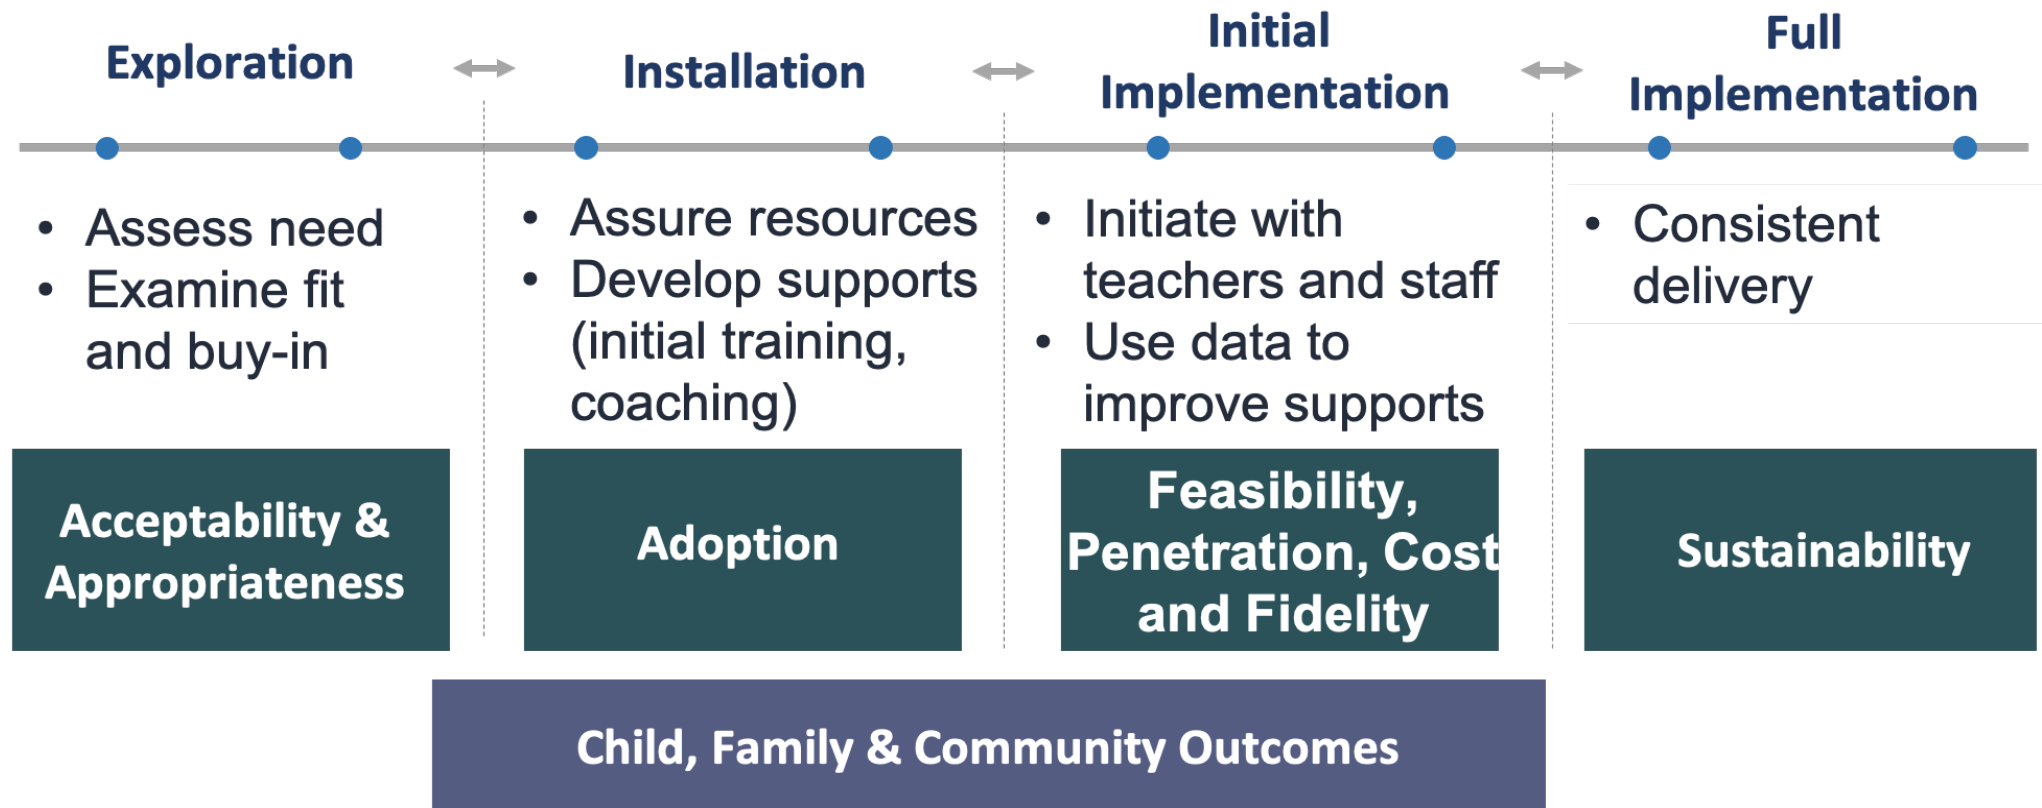 Exploration
Installation
Initial
Implementation
Full
Implementation
• Assess need
• Examine fit
and buy-in
• Assure resources
• Develop supports
(initial training,
coaching)
• Initiate with
teachers and staff
• Use data to
improve supports
• Consistent
delivery
Acceptability &
Appropriateness
Adoption
Feasibility,
Penetration, Cost
and Fidelity
Sustainability
Child, Family & Community Outcomes